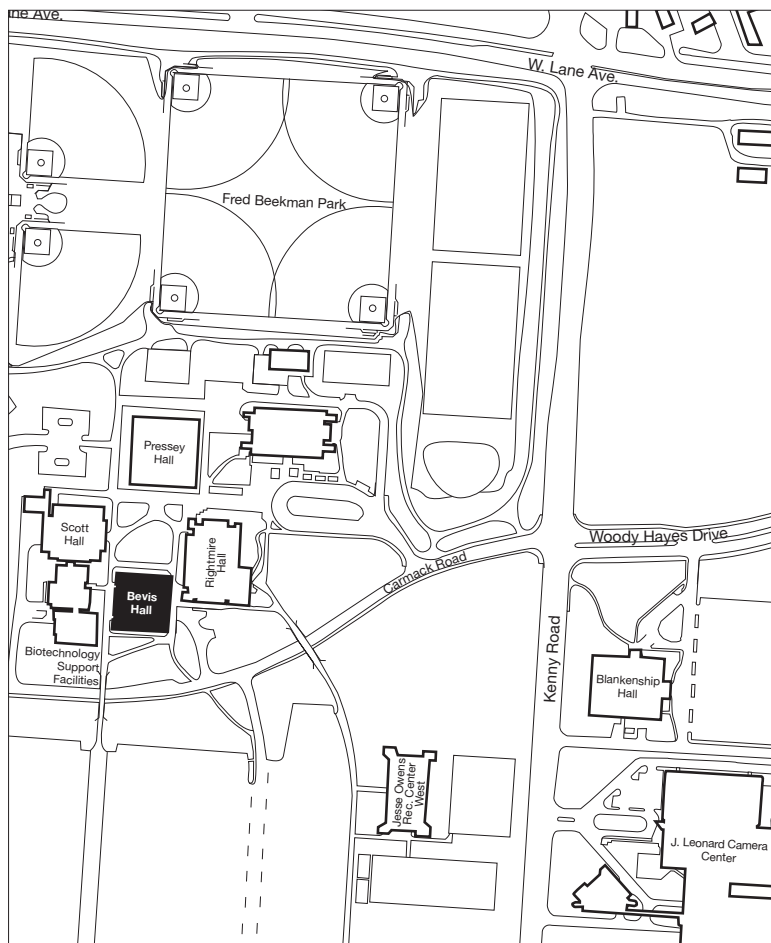 ne Ave.
W. Lane Ave.
Fred Beekman Park
Pressey
Hall
Scott
Hall
Rightmire
Hall
Woody Hayes Drive
Carmack Road
Bevis
Hall
Biotechnology
Support
Facilities
Kenny Road
Blankenship
Hall
Jesse Owens
Rec. Center
West
J. Leonard Camera
Center